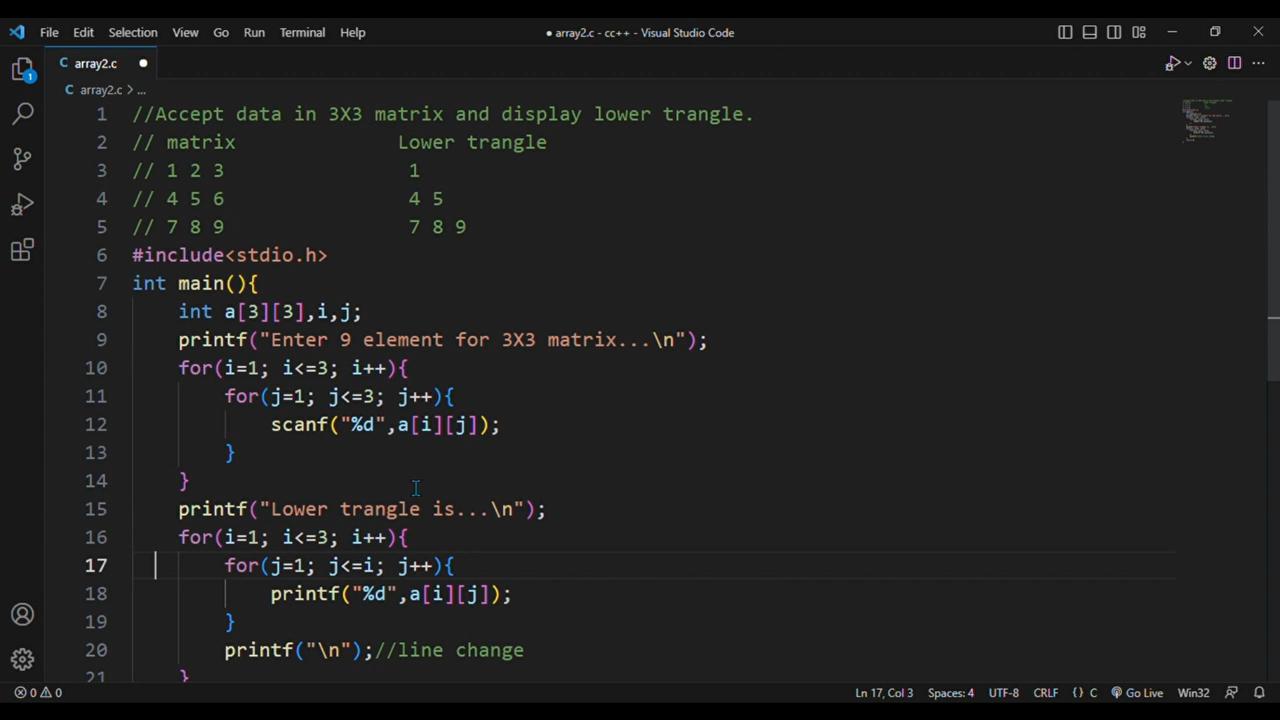 File Edit Selection View Go Run Terminal Help ● array2.c - cc++ - Visual Studio Code
C array2.c ●
C array2.c > ...
1 //Accept data in 3X3 matrix and display lower trangle.
2 // matrix Lower trangle
3 // 1 2 3 1
4 // 4 5 6 4 5
5 // 7 8 9 7 8 9
6 #include<stdio.h>
7 int main(){
8 int a[3][3],i,j;
9 printf("Enter 9 element for 3X3 matrix...\n");
10 for(i=1; i<=3; i++){
11 for(j=1; j<=3; j++){
12 scanf("%d",a[i][j]);
13 }
14 }
15 printf("Lower trangle is...\n");
16 for(i=1; i<=3; i++){
17 for(j=1; j<=i; j++){
18 printf("%d",a[i][j]);
19 }
20 printf("\n");//line change
21 }
0 0 Ln 17, Col 3 Spaces: 4 UTF-8 CRLF {} C Go Live Win32